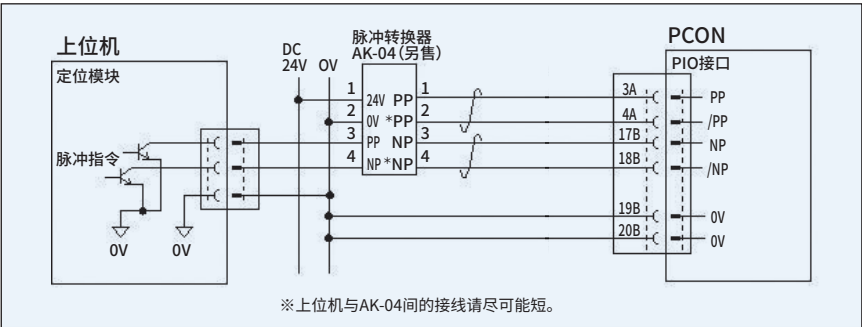 上位机
定位模块
脉冲指令
0V
0V
DC
24V
0V
脉冲转换器
AK-04（另售）
1 24V PP 1
2 0V *PP 2
3 PP NP 3
4 NP *NP 4
PCON
PIO接口
3A PP
4A /PP
17B NP
18B /NP
19B 0V
20B 0V
※上位机与AK-04间的接线请尽可能短。